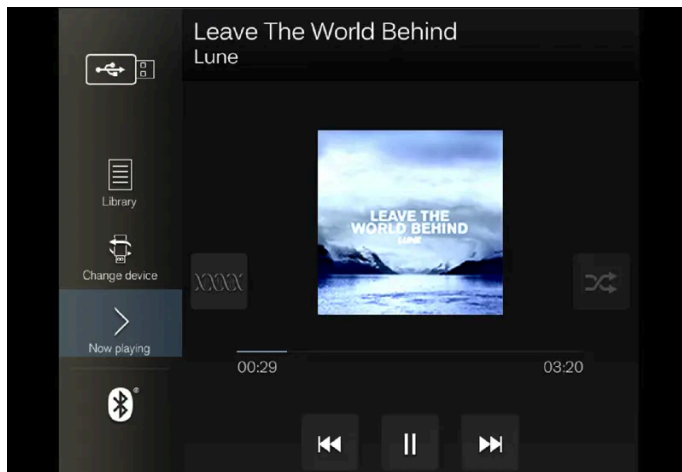 Leave The World Behind
Lune
Library
Change device
Now playing
LEAVE THE
WORLD BEHIND
LUNE
00:29
03:20